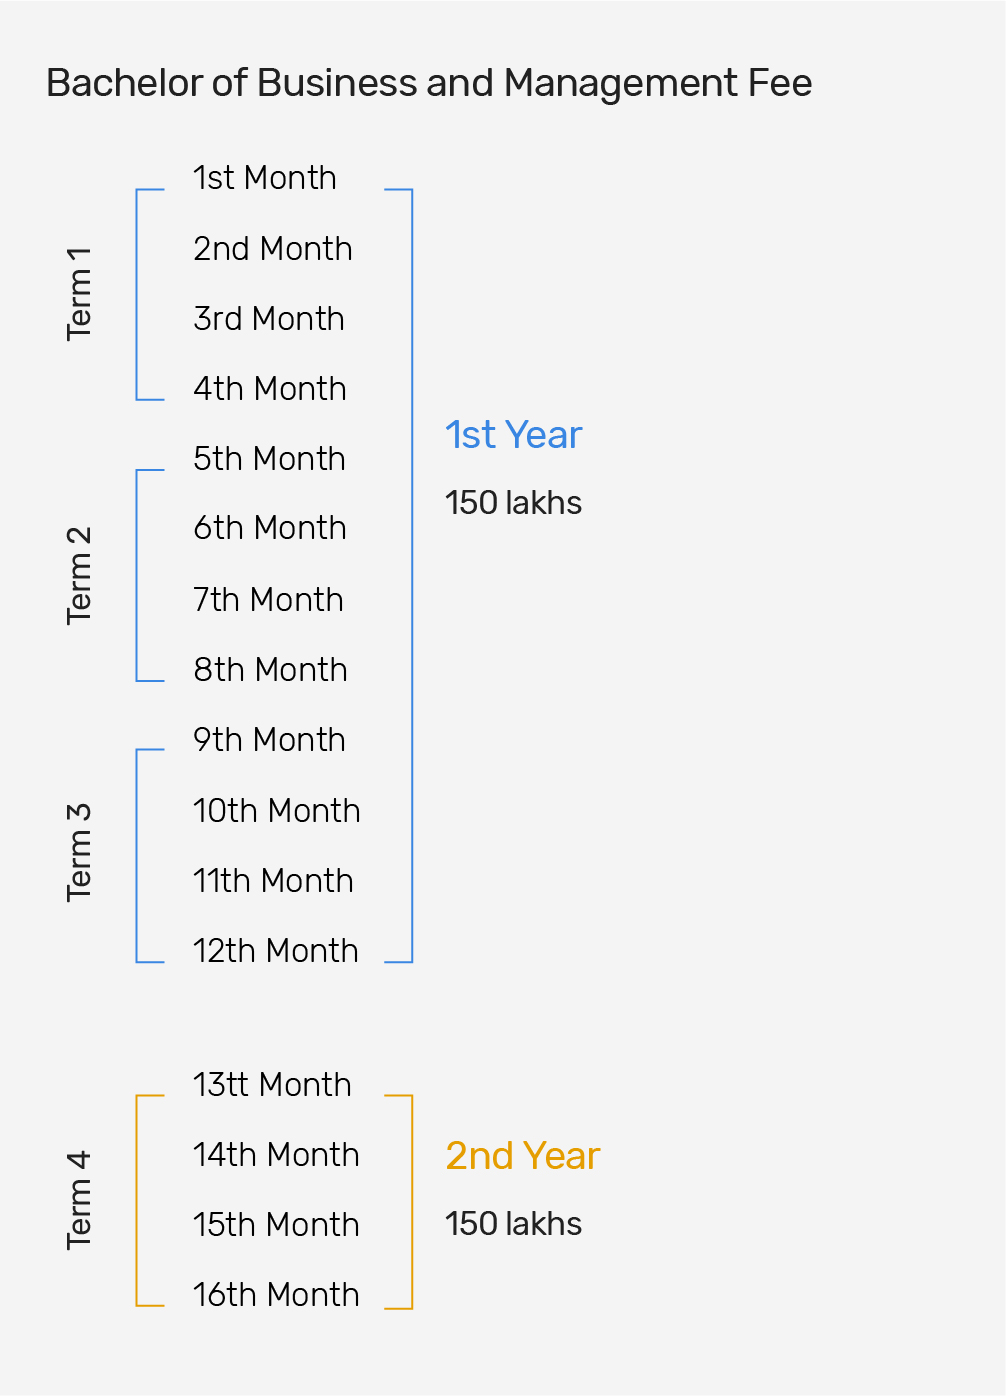 Bachelor of Business and Management Fee
Term 1
1st Month
2nd Month
3rd Month
4th Month
Term 2
5th Month
6th Month
7th Month
8th Month
Term 3
9th Month
10th Month
11th Month
12th Month
1st Year
150 lakhs
Term 4
13tt Month
14th Month
15th Month
16th Month
2nd Year
150 lakhs